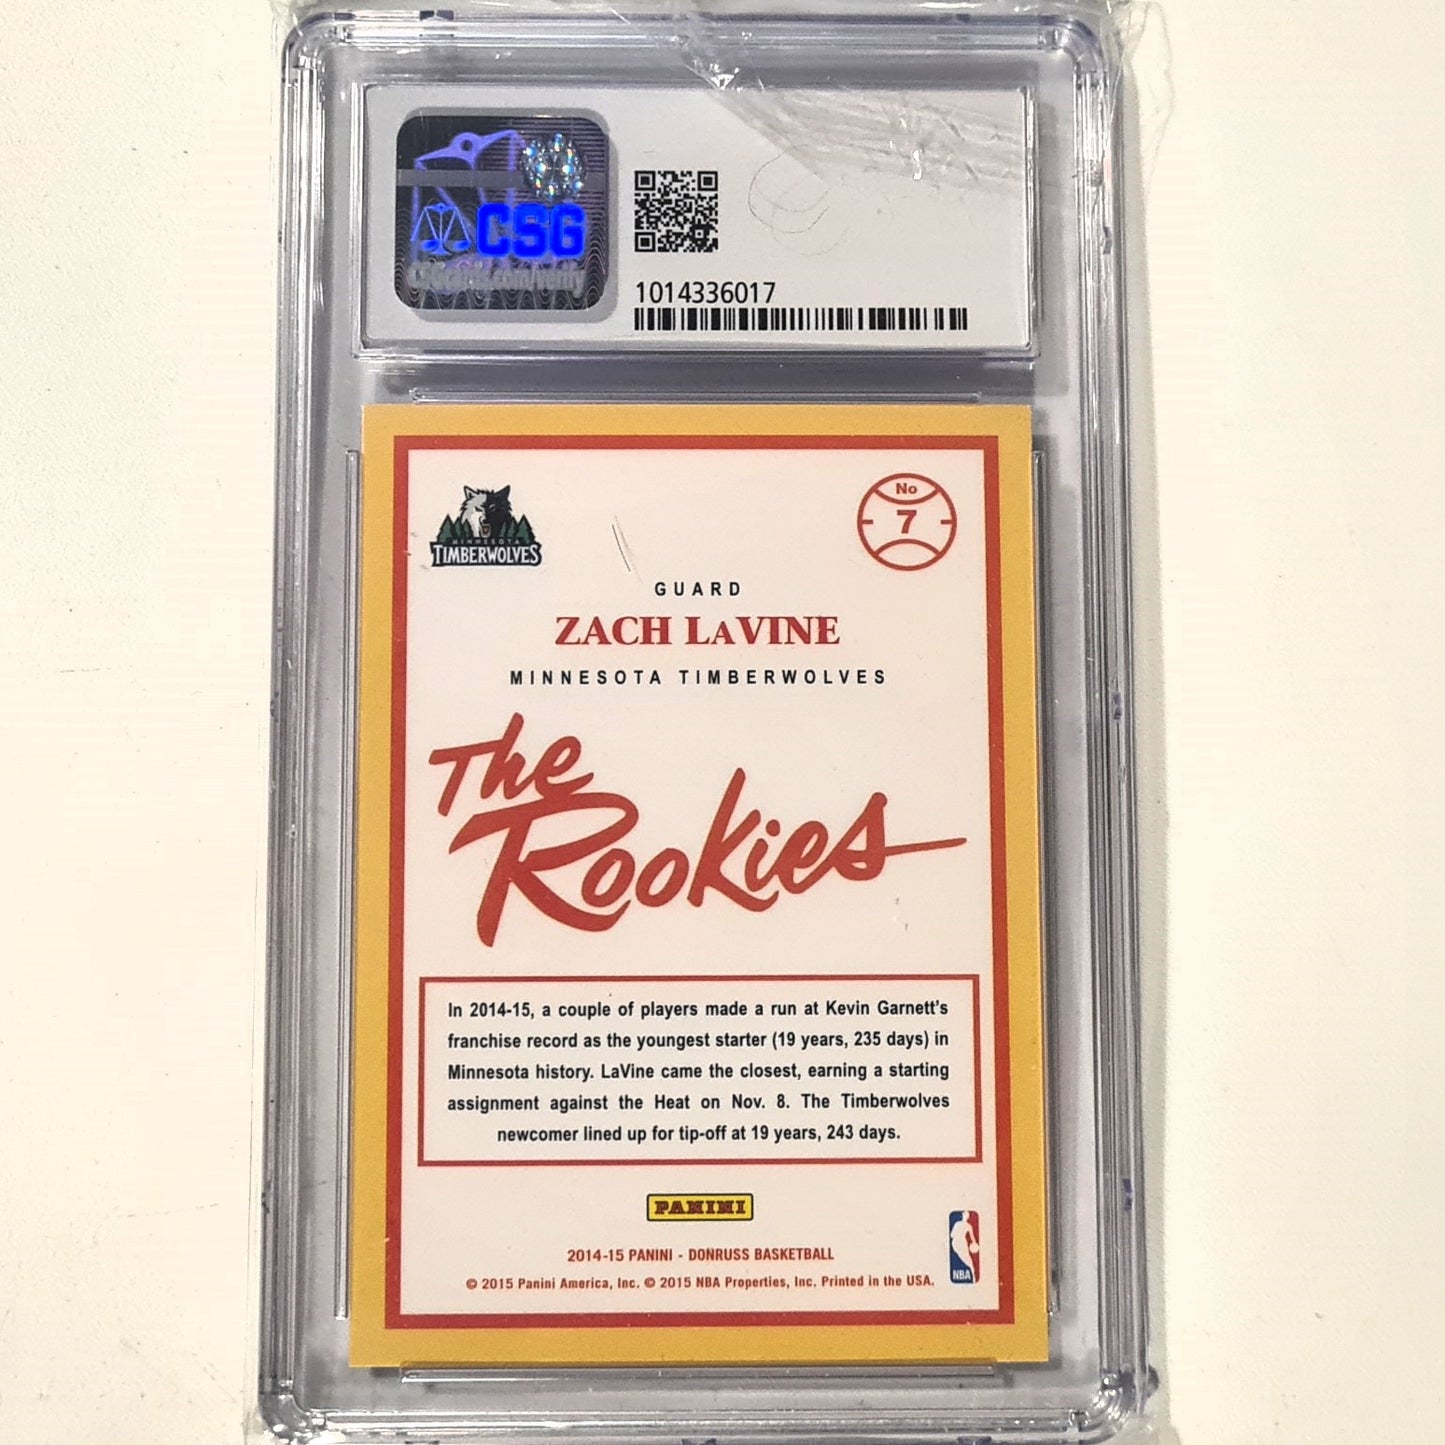 CSG
1014336017
MINNESOTA
TIMBERWOLVES
No
7
GUARD
ZACH LAVINE
MINNESOTA TIMBERWOLVES
The
Rookies
In 2014-15, a couple of players made a run at Kevin Garnett's
franchise record as the youngest starter (19 years, 235 days) in
Minnesota history. LaVine came the closest, earning a starting
assignment against the Heat on Nov. 8. The Timberwolves
newcomer lined up for tip-off at 19 years, 243 days.
PANINI
2014-15 PANINI - DONRUSS BASKETBALL
© 2015 Panini America, Inc. © 2015 NBA Properties, Inc. Printed in the USA.
NBA